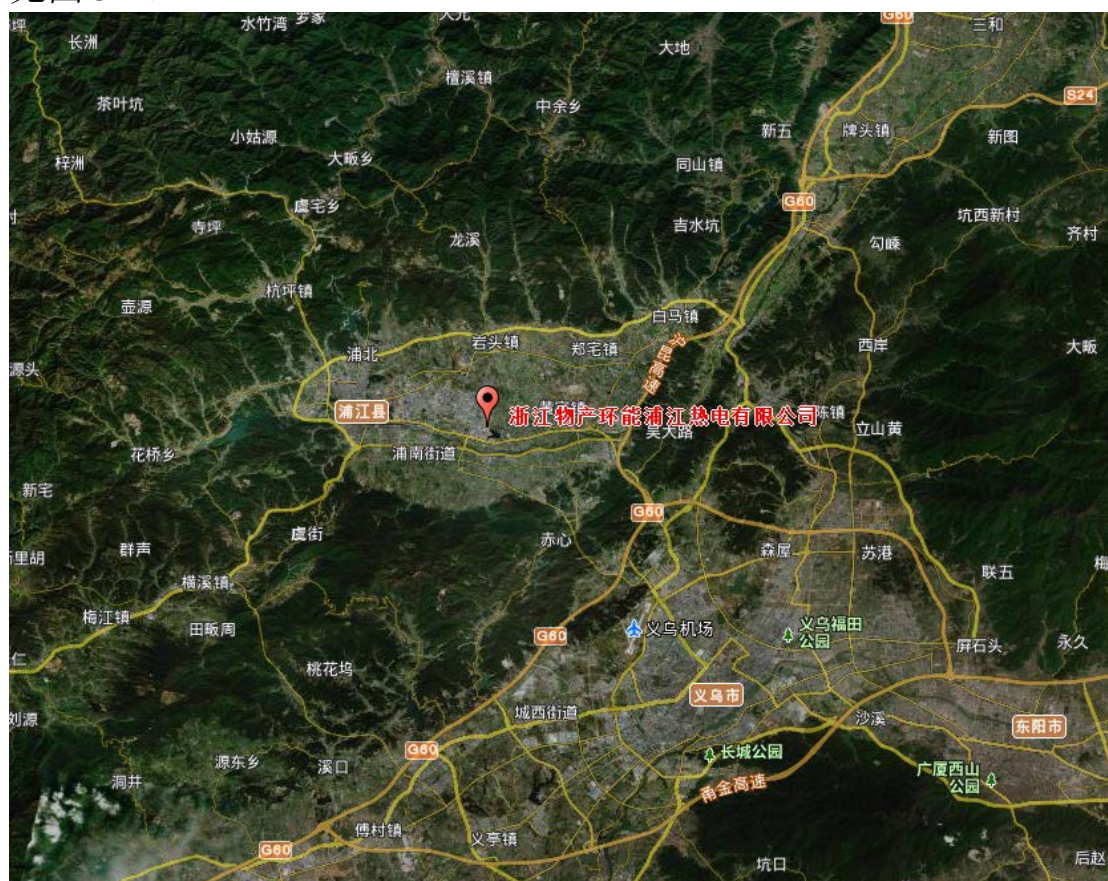 水竹湾
罗家
G60
三和
长洲
大地
檀溪镇
S24
茶叶坑
中余乡
新五
牌头镇
新图
小姑源
大畈乡
同山镇
梓洲
虞宅乡
G60
坑西新村
寺坪
吉水坑
齐村
龙溪
勾嵊
杭坪镇
壶源
白马镇
岩头镇
郑宅镇
沪昆高速
西岸
大畈
浦北
源头
浦江县
浙江物产环能浦江热电有限公司
陈镇
吴大路
立山黄
花桥乡
浦南街道
新宅
G60
赤心
虞街
群声
森屋
苏港
里胡
联五
横溪镇
梅江镇
田畈周
G60
义乌机场
义乌福田
公园
屏石头
永久
仁
桃花坞
义乌市
城西街道
刘源
沙溪
东阳市
G60
长城公园
源东乡
溪口
广厦西山
公园
洞井
甬金高速
傅村镇
义亭镇
G60
坑口
后赵